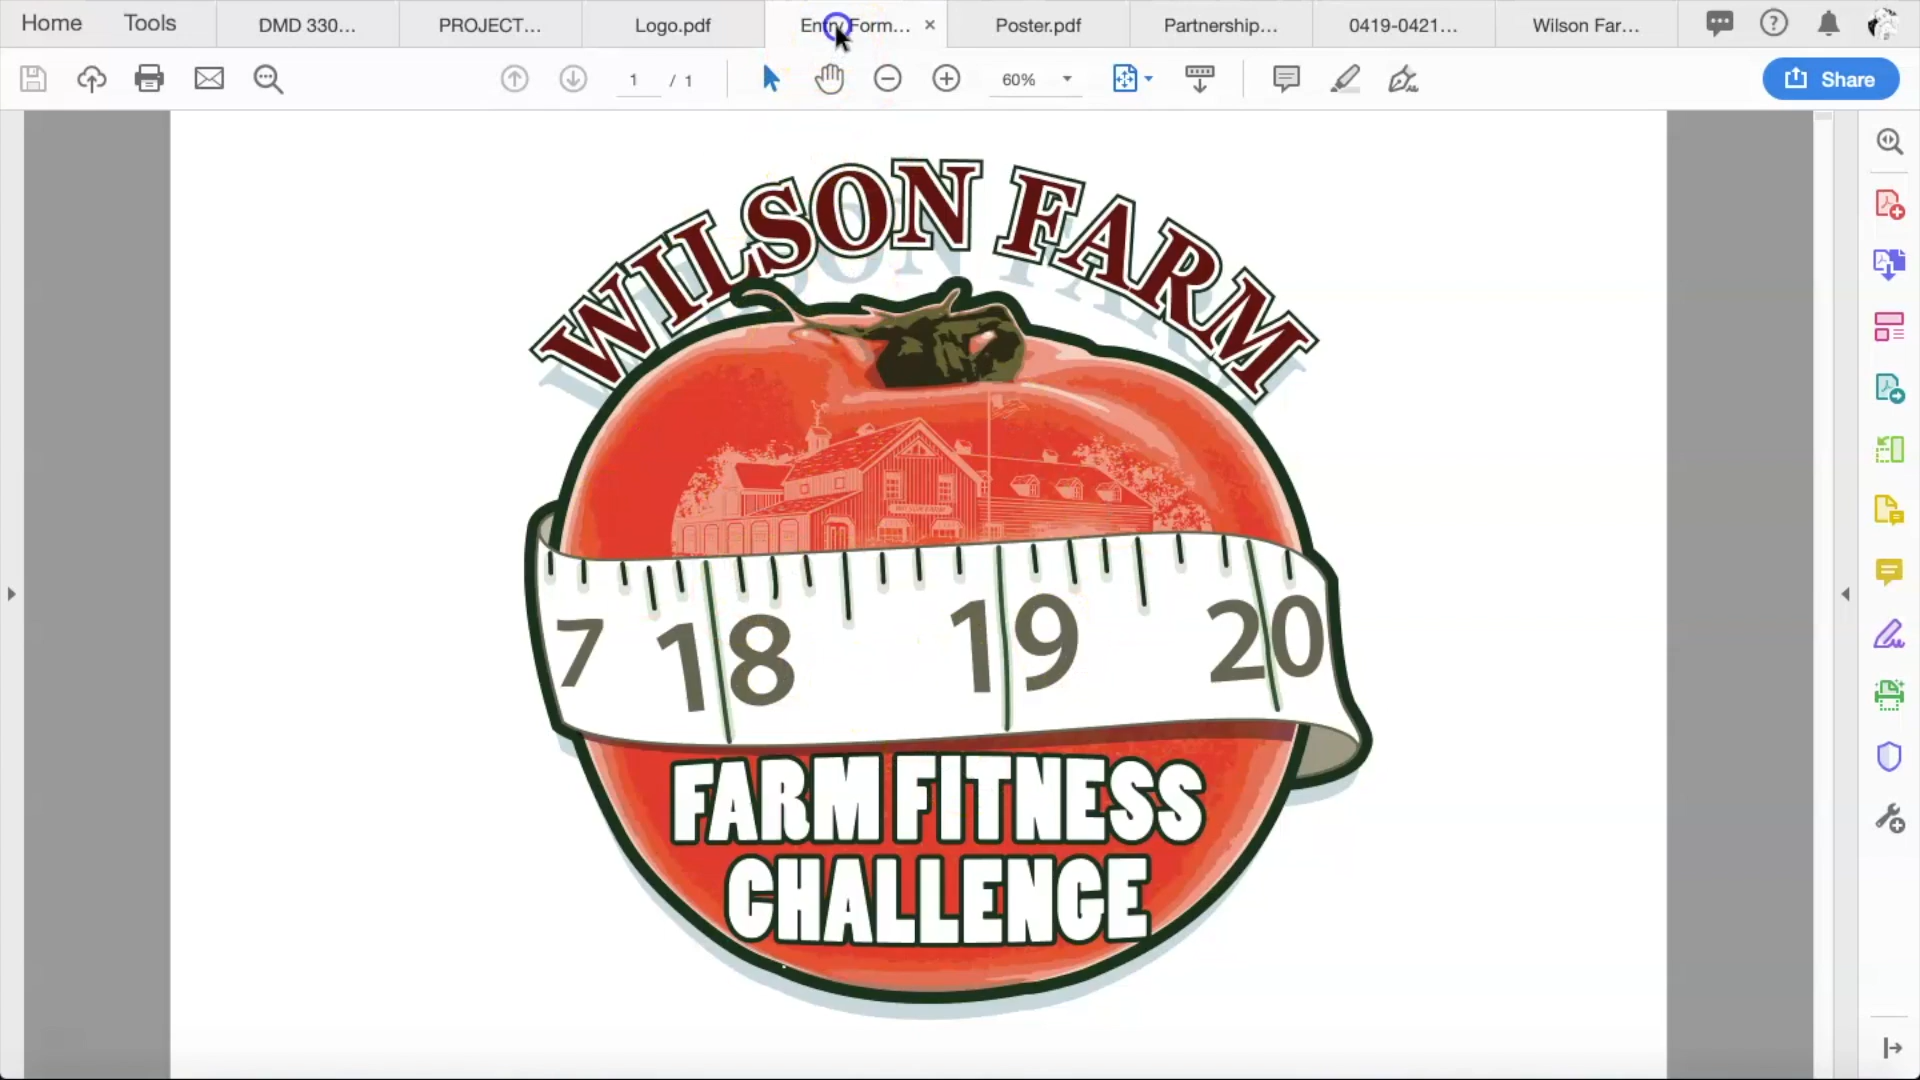 Home
Tools
DMD 330...
PROJECT...
Logo.pdf
Entry Form...
Poster.pdf
Partnership...
0419-0421...
Wilson Far...
1 / 1
60%
Share
WILSON FARM
7 18 19 20
FARM FITNESS
CHALLENGE